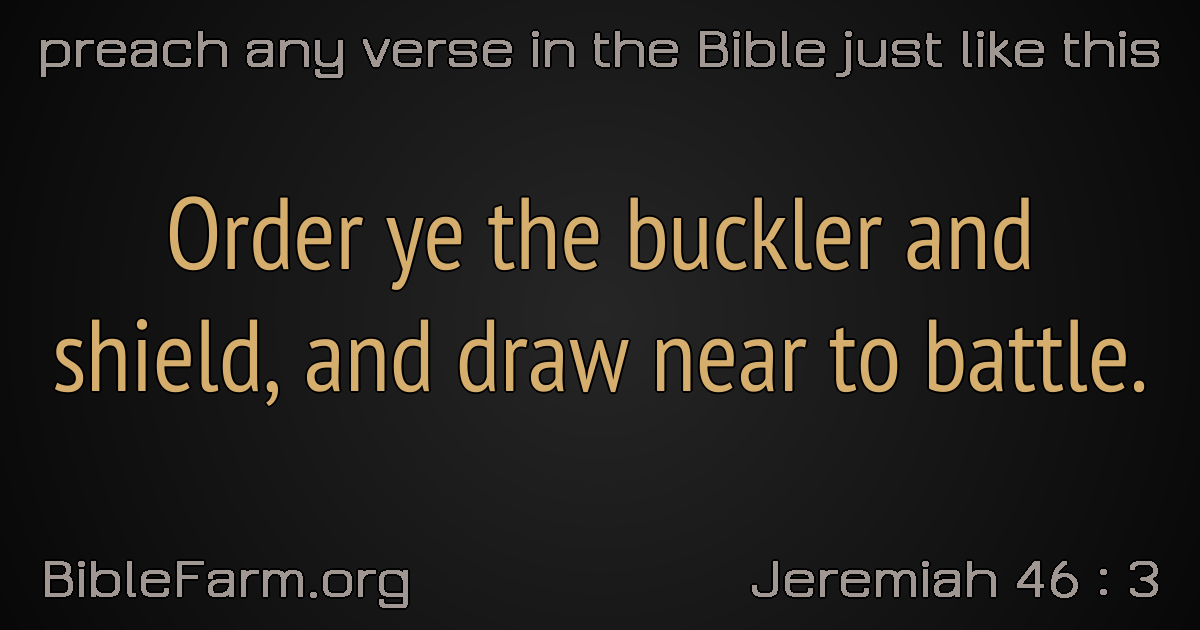 preach any verse in the Bible just like this
Order ye the buckler and
shield, and draw near to battle.
BibleFarm.org
Jeremiah 46 : 3